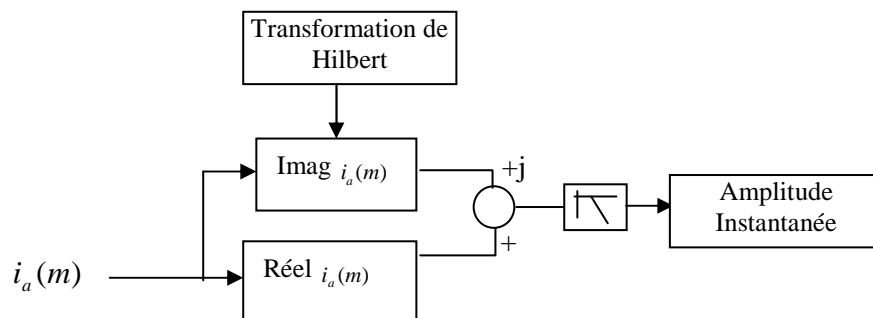 Transformation de
Hilbert
Imag i_a(m)
+j
Amplitude
Instantanée
+
Réel i_a(m)
i_a(m)